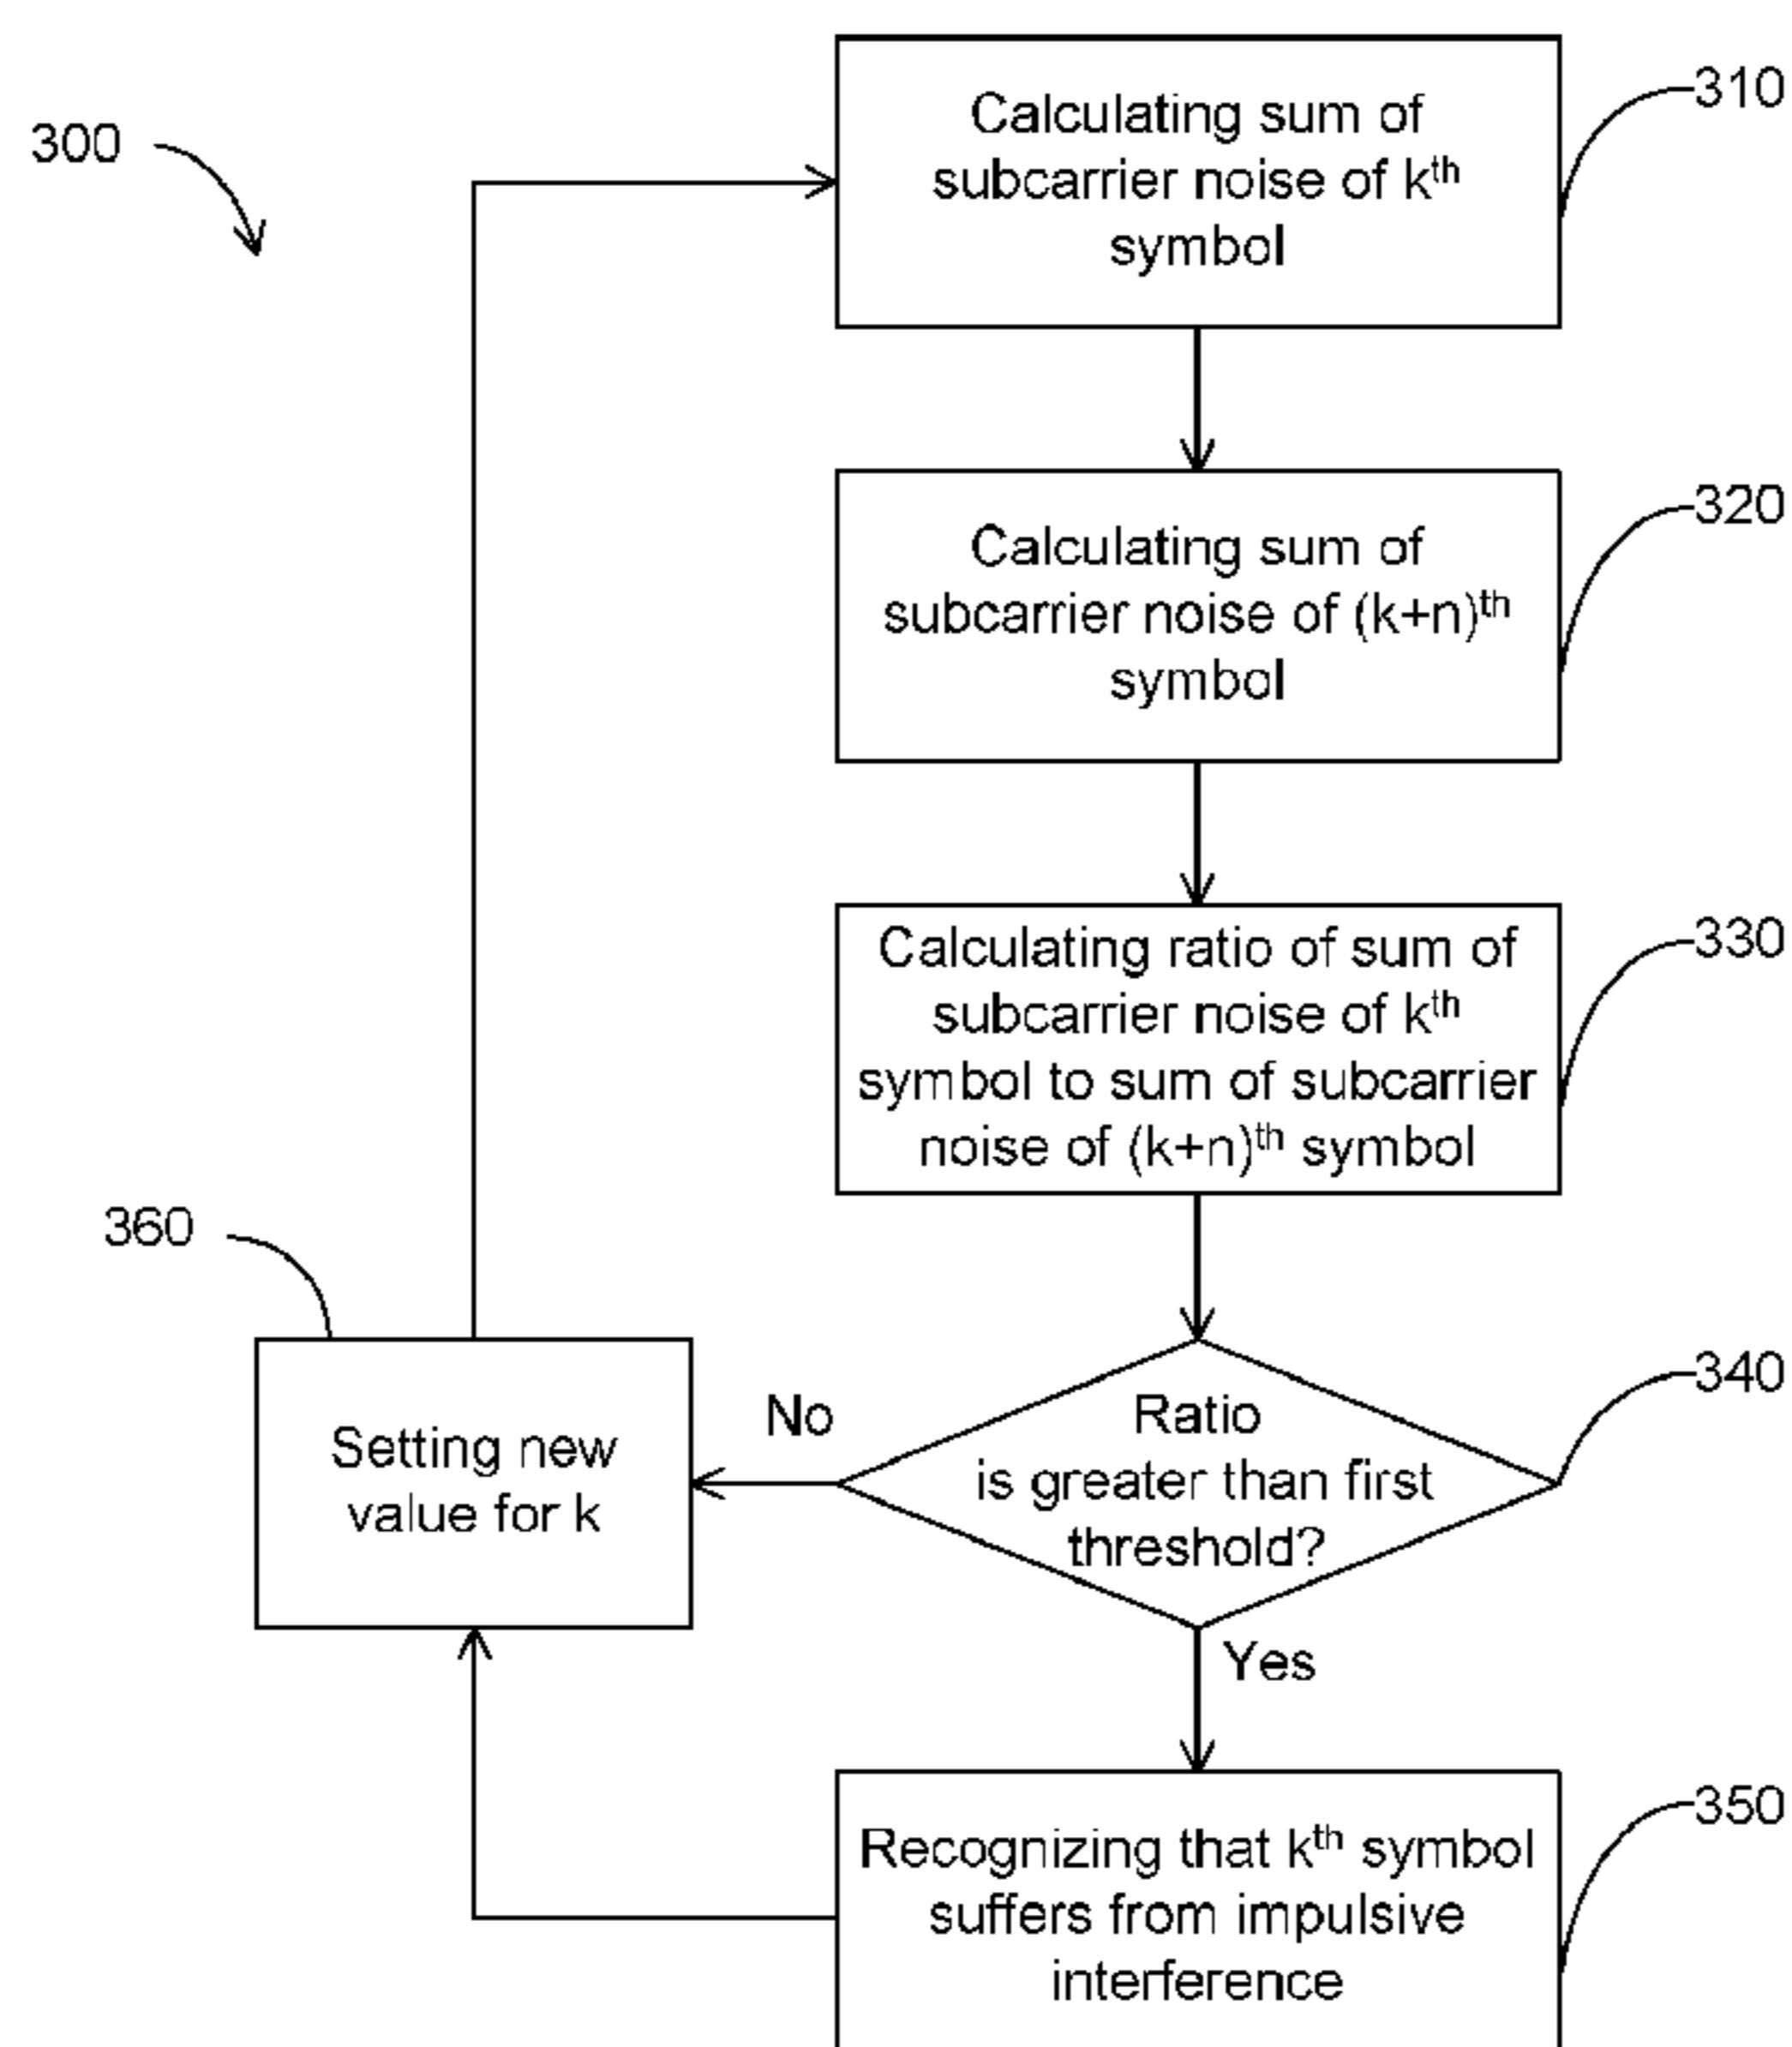 300
310
Calculating sum of
subcarrier noise of kth
symbol
320
Calculating sum of
subcarrier noise of (k+n)th
symbol
330
Calculating ratio of sum of
subcarrier noise of kth
symbol to sum of subcarrier
noise of (k+n)th symbol
360
Setting new
value for k
No
340
Ratio
is greater than first
threshold?
Yes
350
Recognizing that kth symbol
suffers from impulsive
interference